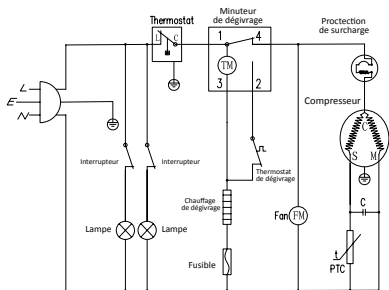 Thermostat
Minuteur
de dégivrage
Proctection
de surcharge
L
C
1
4
TM
3
2
L
E
N
Compresseur
C
S
M
Interrupteur
Interrupteur
Thermostat
de dégivrage
Chauffage
de dégivrage
C
Lampe
Lampe
Fan
FM
Fusible
PTC